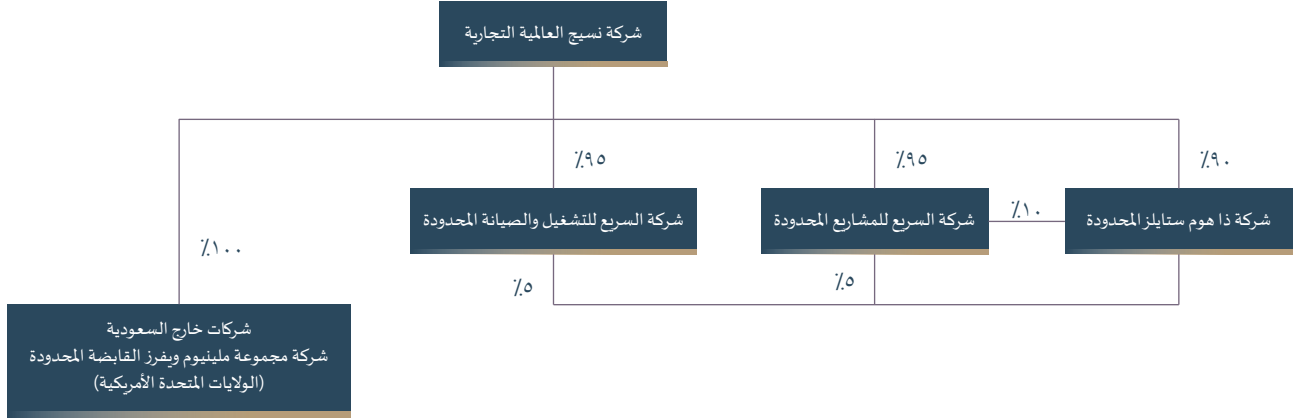 شركة نسيج العالمية التجارية
٩٠٪
٩٥٪
٩٥٪
شركة ذا هوم ستايلز المحدودة
١٠٪
شركة السريع للمشاريع المحدودة
شركة السريع للتشغيل والصيانة المحدودة
١٠٠٪
٥٪
٥٪
شركات خارج السعودية
شركة مجموعة ملينيوم ويفرز القابضة المحدودة
(الولايات المتحدة الأمريكية)